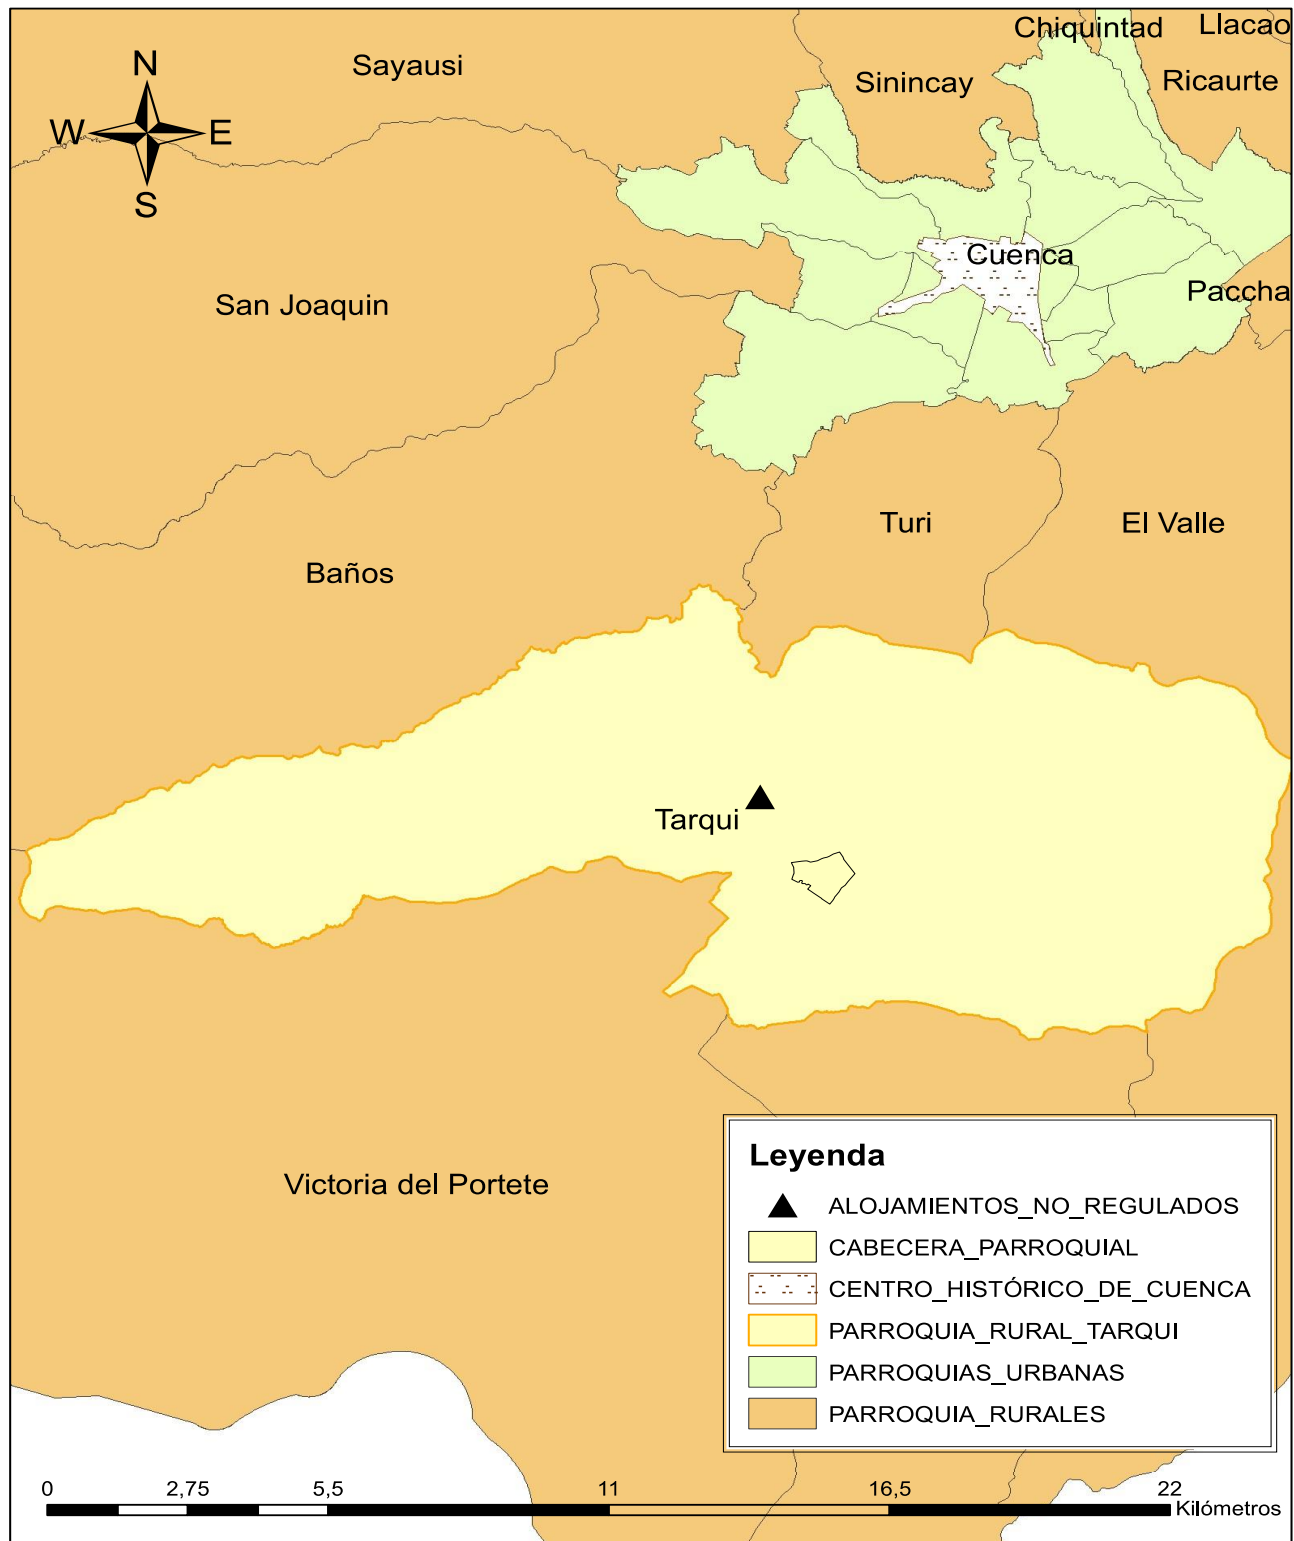 Chiquintad
Llacao
Sayausi
Sinincay
Ricaurte
N
W
E
S
Cuenca
Paccha
San Joaquin
Turi
El Valle
Baños
Tarqui
Victoria del Portete
Leyenda
ALOJAMIENTOS_NO_REGULADOS
CABECERA_PARROQUIAL
CENTRO_HISTÓRICO_DE_CUENCA
PARROQUIA_RURAL_TARQUI
PARROQUIAS_URBANAS
PARROQUIA_RURALES
0 2,75 5,5 11 16,5 22
Kilómetros